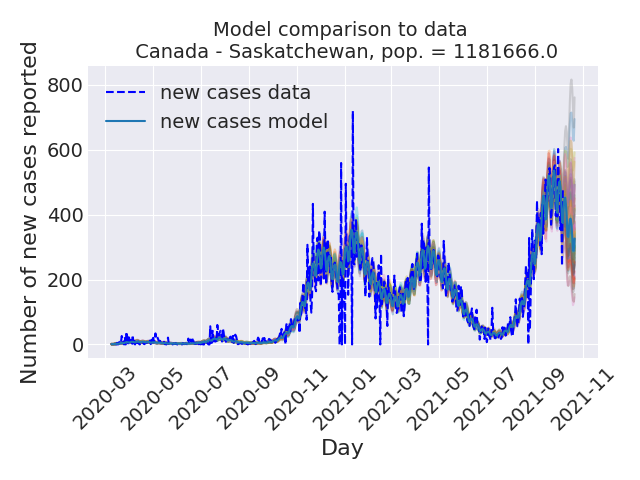 Model comparison to data
Canada - Saskatchewan, pop. = 1181666.0
Number of new cases reported
800
600
400
200
0
new cases data
new cases model
2020-03
2020-05
2020-07
2020-09
2020-11
2021-01
2021-03
2021-05
2021-07
2021-09
2021-11
Day